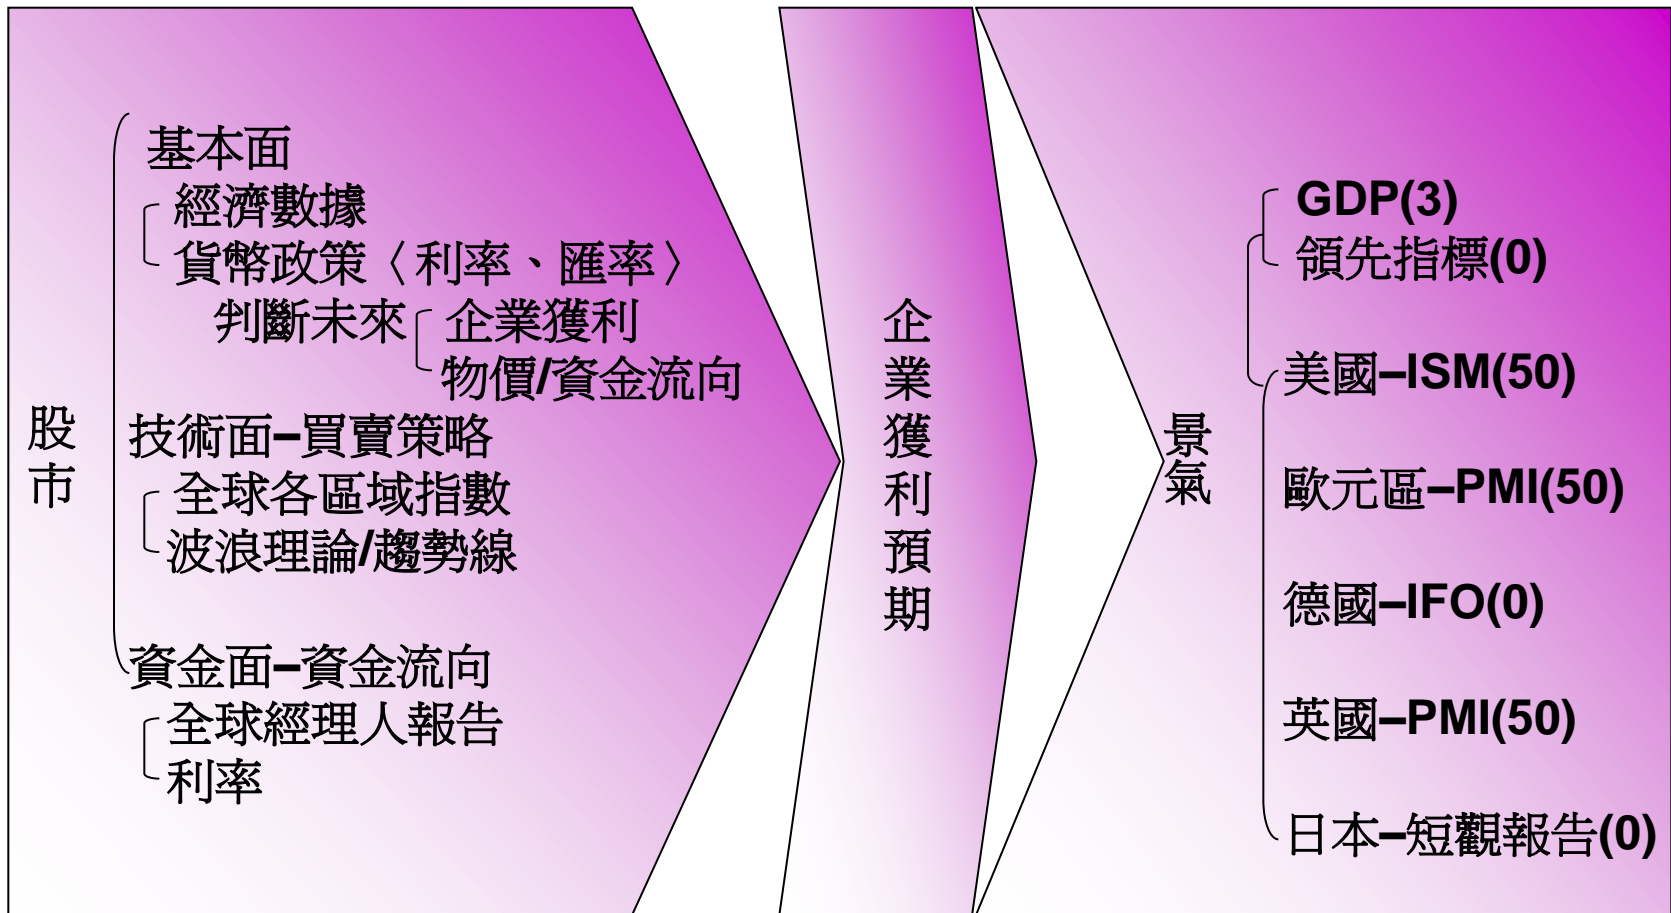 股市
基本面
經濟數據
貨幣政策〈利率、匯率〉
判斷未來
企業獲利
物價/資金流向
技術面–買賣策略
全球各區域指數
波浪理論/趨勢線
資金面–資金流向
全球經理人報告
利率
企業獲利預期
景氣
GDP(3)
領先指標(0)
美國–ISM(50)
歐元區–PMI(50)
德國–IFO(0)
英國–PMI(50)
日本–短觀報告(0)